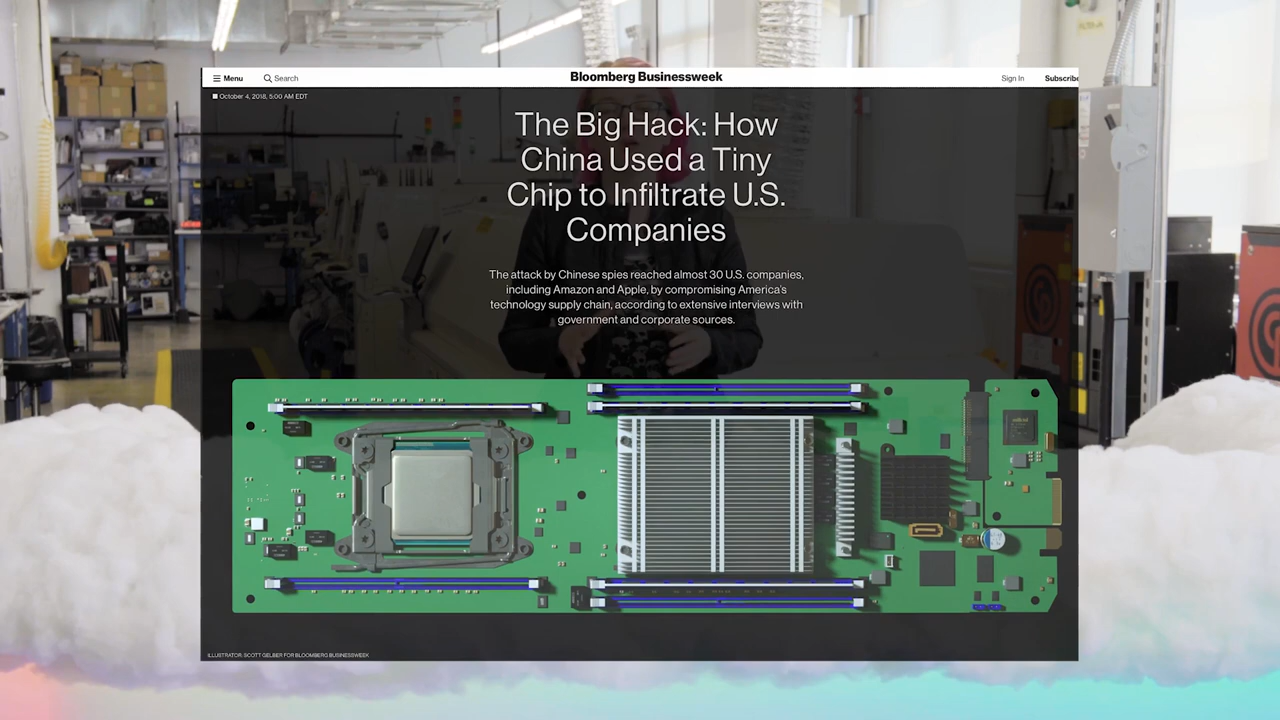 Menu
Search
Bloomberg Businessweek
Sign In
Subscribe
October 4, 2018, 5:00 AM EDT
The Big Hack: How
China Used a Tiny
Chip to Infiltrate U.S.
Companies
The attack by Chinese spies reached almost 30 U.S. companies,
including Amazon and Apple, by compromising America's
technology supply chain, according to extensive interviews with
government and corporate sources.
ILLUSTRATOR: SCOTT GELBER FOR BLOOMBERG BUSINESSWEEK